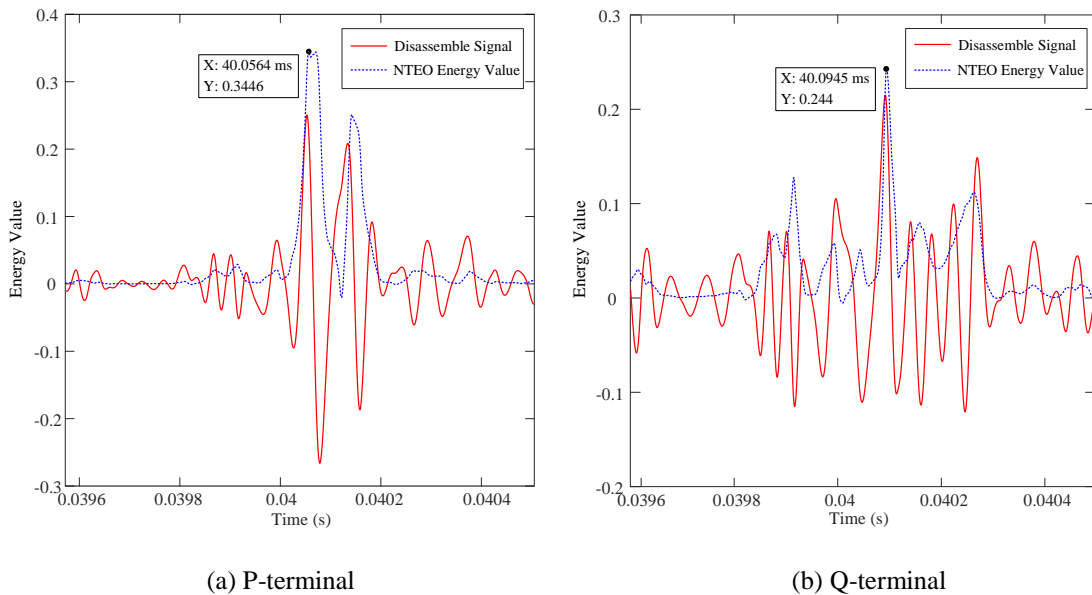 0.4
0.3
0.2
0.1
0
-0.1
-0.2
-0.3
Energy Value
0.0396
0.0398
0.04
0.0402
0.0404
Time (s)
X: 40.0564 ms
Y: 0.3446
Disassemble Signal
NTEO Energy Value
(a) P-terminal
0.3
0.2
0.1
0
-0.1
-0.2
Energy Value
0.0396
0.0398
0.04
0.0402
0.0404
Time (s)
X: 40.0945 ms
Y: 0.244
Disassemble Signal
NTEO Energy Value
(b) Q-terminal